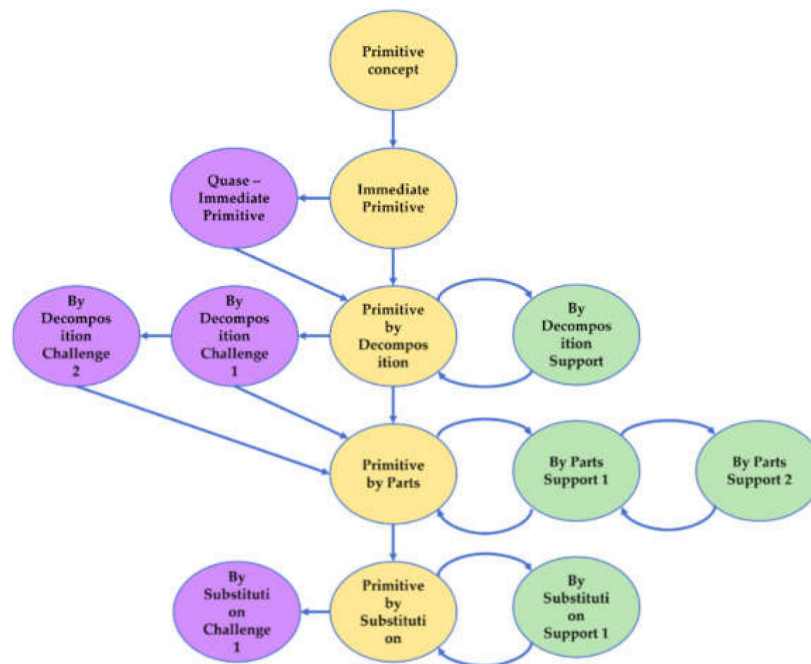 Primitive
concept
Quase –
Immediate
Primitive
Immediate
Primitive
By
Decompos
ition
Challenge
2
By
Decompos
ition
Challenge
1
Primitive
by
Decompos
ition
By
Decompos
ition
Support
Primitive
by Parts
By Parts
Support 1
By Parts
Support 2
By
Substituti
on
Challenge
1
Primitive
by
Substituti
on
By
Substituti
on
Support 1